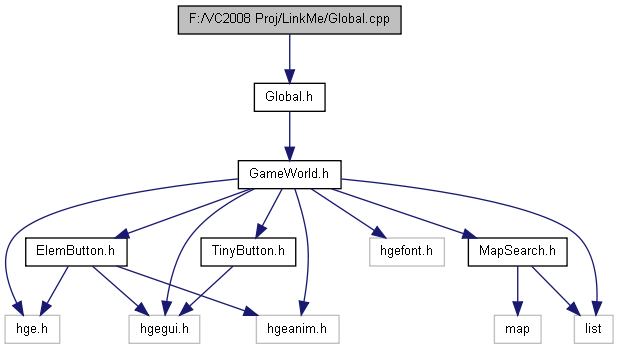 F:/VC2008 Proj/LinkMe/Global.cpp
Global.h
GameWorld.h
ElemButton.h
TinyButton.h
hgefont.h
MapSearch.h
hge.h
hgegui.h
hgeanim.h
map
list